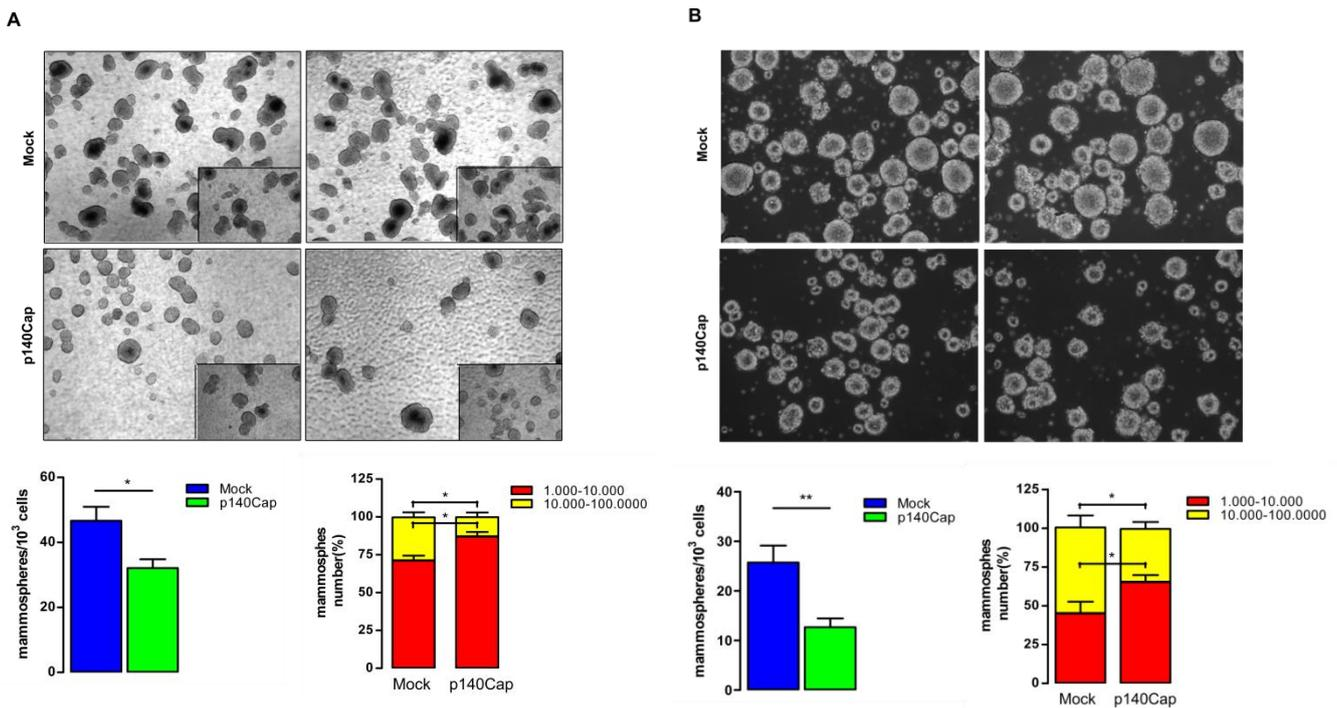 A
B
Mock
p140Cap
Mock
p140Cap
60
40
20
0
mammospheres/10³ cells
*
Mock
p140Cap
125
100
75
50
25
0
mammosphes
number(%)
*
*
Mock p140Cap
1.000-10.000
10.000-100.0000
40
30
20
10
0
mammospheres/10³ cells
**
Mock
p140Cap
125
100
75
50
25
0
mammosphes
number(%)
*
*
Mock p140Cap
1.000-10.000
10.000-100.0000